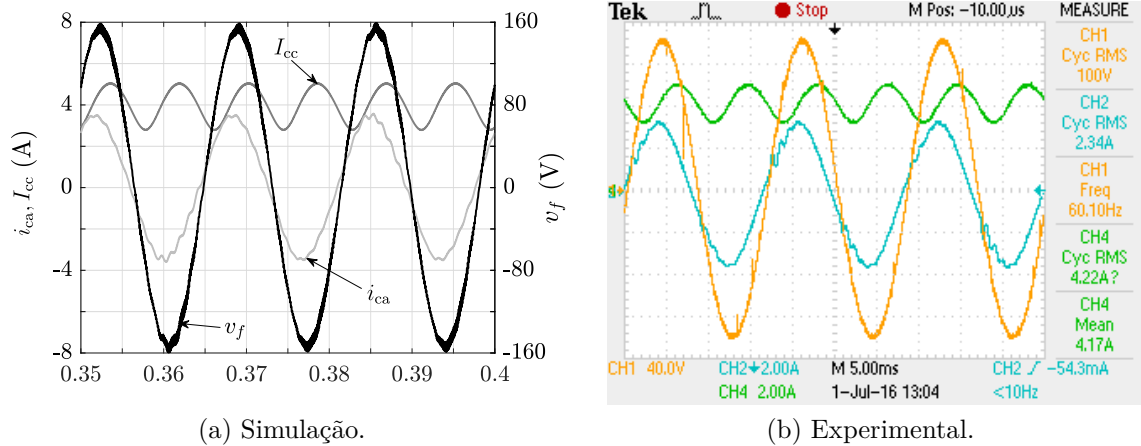 8
4
0
−4
−8
i_ca, I_cc (A)
160
80
0
−80
−160
v_f (V)
I_cc
i_ca
v_f
0.35
0.36
0.37
0.38
0.39
0.4
(a) Simulação.
Tek
Stop
M Pos: -10.00us
MEASURE
CH1
Cyc RMS
100V
CH2
Cyc RMS
2.34A
CH1
Freq
60.10Hz
CH4
Cyc RMS
4.22A?
CH4
Mean
4.17A
CH1 40.0V
CH2 2.00A
M 5.00ms
CH2 -54.3mA
CH4 2.00A
1-Jul-16 13:04
<10Hz
(b) Experimental.